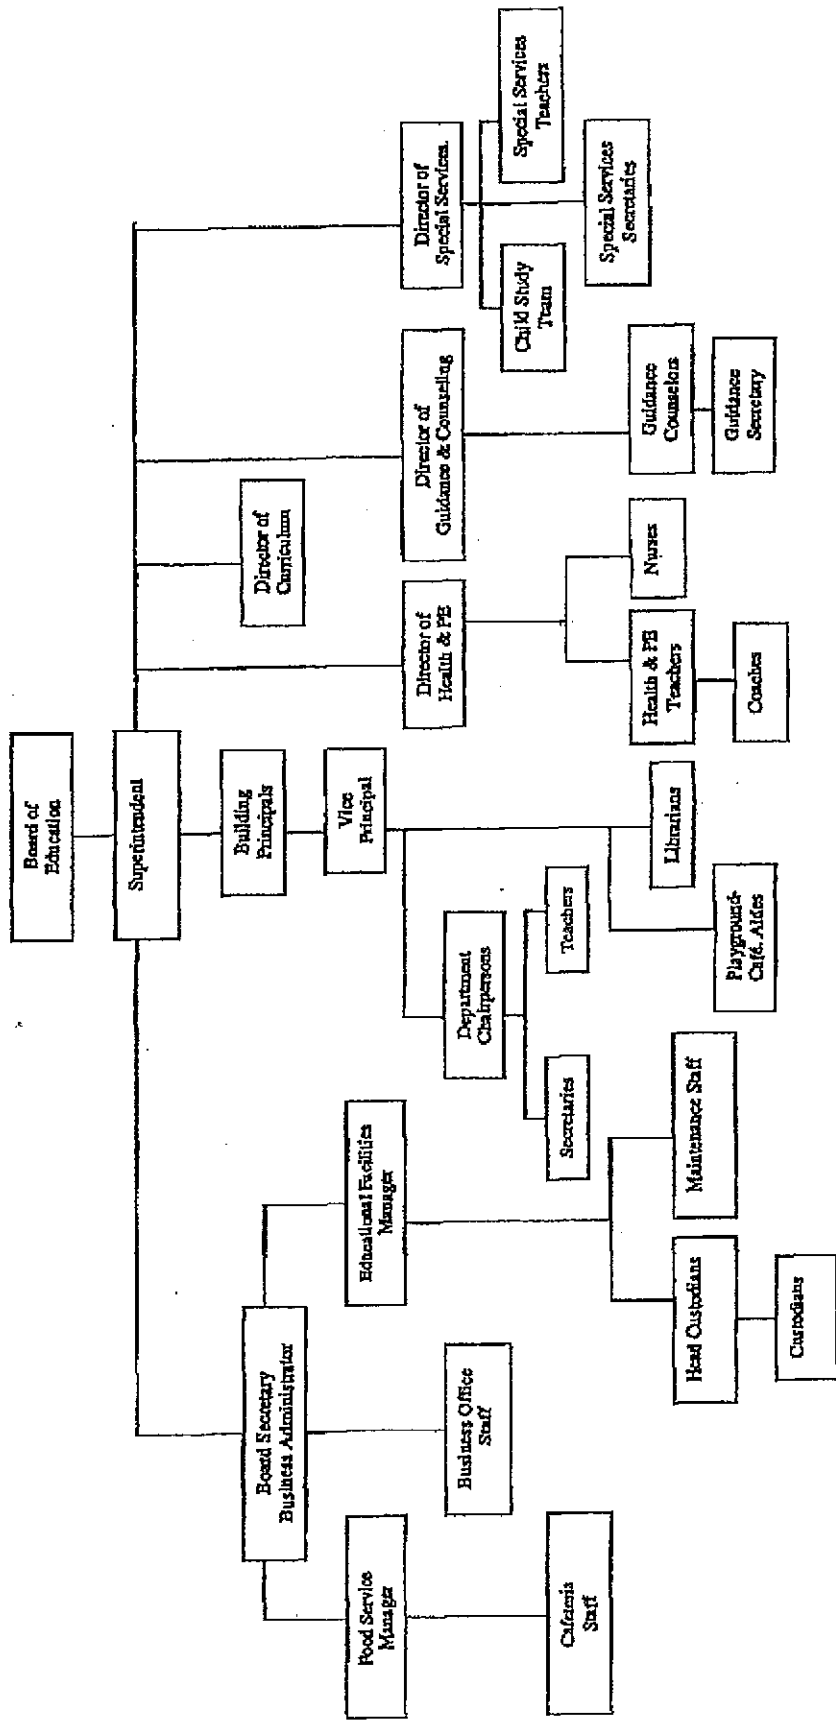 Board of
Education
Superintendent
Board Secretary
Business Administrator
Building
Principals
Director of
Curriculum
Food Service
Manager
Educational Facilities
Manager
Vice
Principal
Director of
Health & PE
Director of
Guidance & Counseling
Director of
Special Services.
Business Office
Staff
Department
Chairpersons
Child Study
Team
Special Services
Teachers
Cafeteria
Staff
Secretaries
Teachers
Special Services
Secretaries
Head Custodians
Maintenance Staff
Librarians
Health & PE
Teachers
Nurses
Guidance
Counselors
Playground-
Café. Aides
Coaches
Guidance
Secretary
Custodians